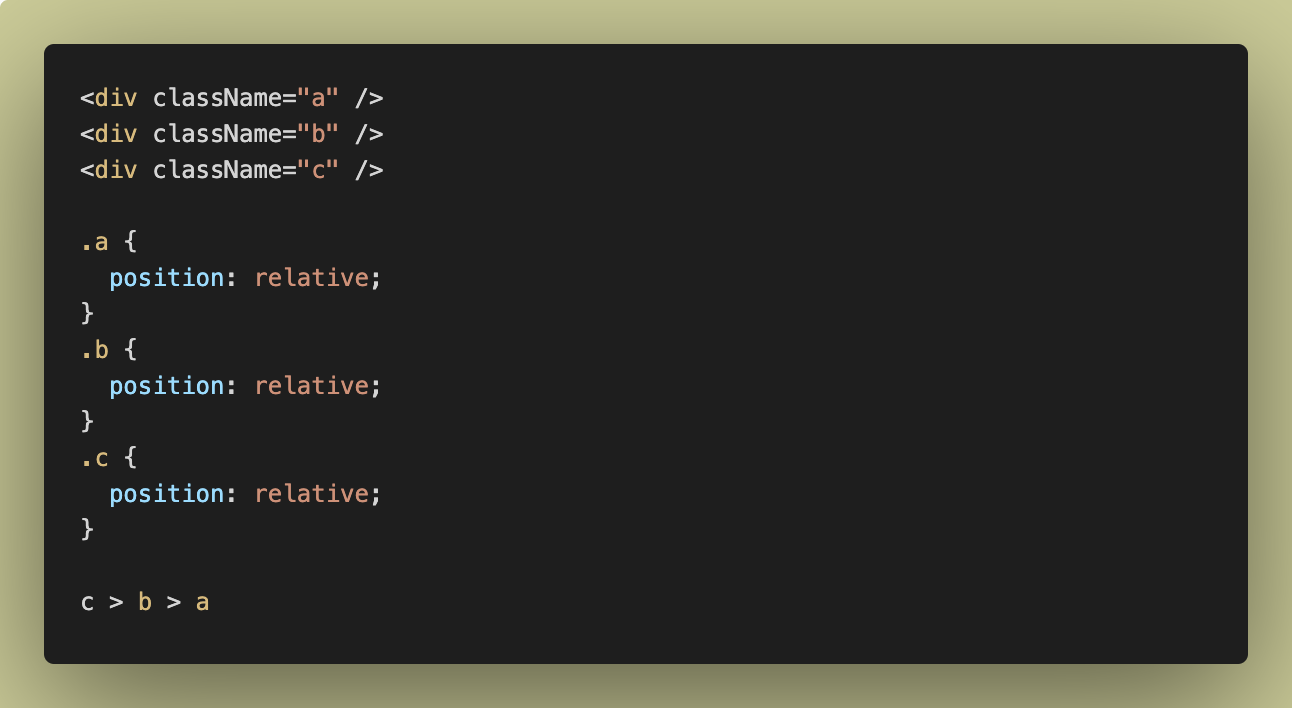 <div className="a" />
<div className="b" />
<div className="c" />

.a {
  position: relative;
}
.b {
  position: relative;
}
.c {
  position: relative;
}

c > b > a